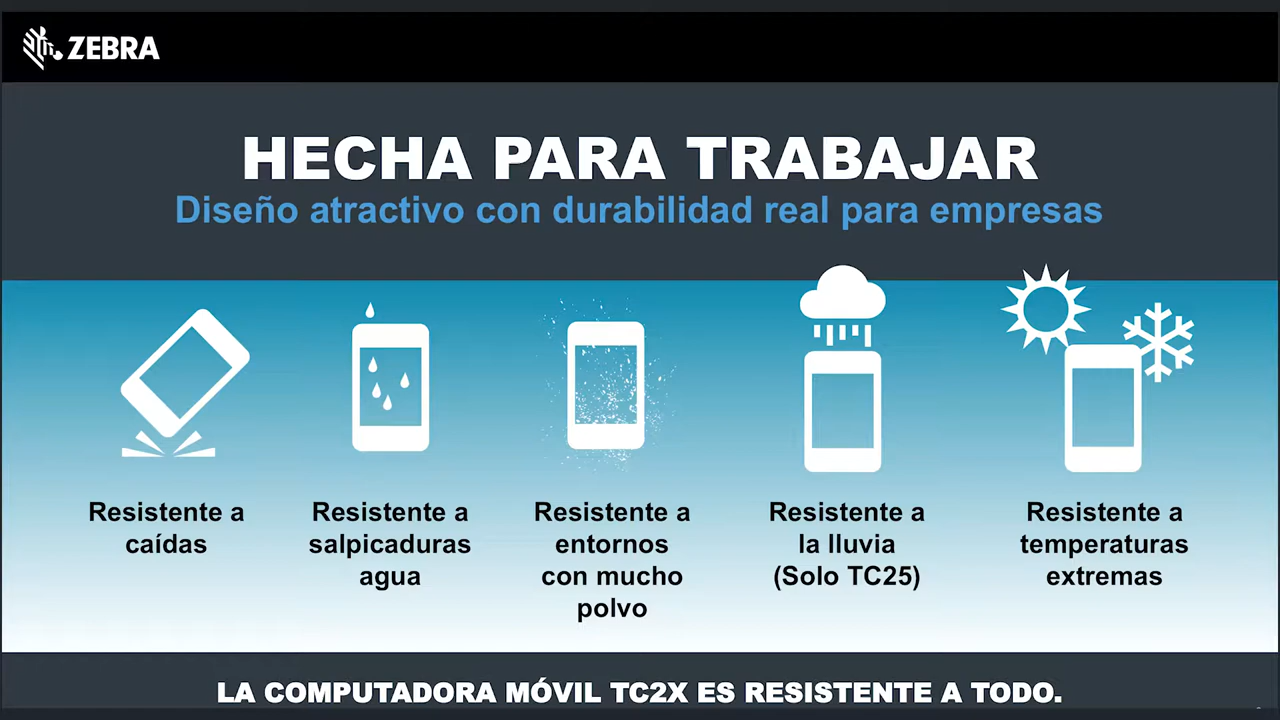 ZEBRA
HECHA PARA TRABAJAR
Diseño atractivo con durabilidad real para empresas
Resistente a
caídas
Resistente a
salpicaduras
agua
Resistente a
entornos
con mucho
polvo
Resistente a
la lluvia
(Solo TC25)
Resistente a
temperaturas
extremas
LA COMPUTADORA MÓVIL TC2X ES RESISTENTE A TODO.